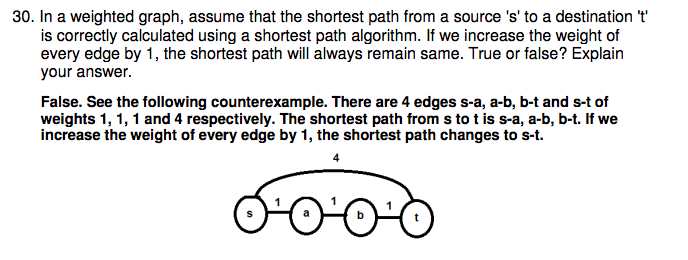 30. In a weighted graph, assume that the shortest path from a source 's' to a destination 't'
is correctly calculated using a shortest path algorithm. If we increase the weight of
every edge by 1, the shortest path will always remain same. True or false? Explain
your answer.
False. See the following counterexample. There are 4 edges s-a, a-b, b-t and s-t of
weights 1, 1, 1 and 4 respectively. The shortest path from s to t is s-a, a-b, b-t. If we
increase the weight of every edge by 1, the shortest path changes to s-t.
4
1 1 1
s a b t